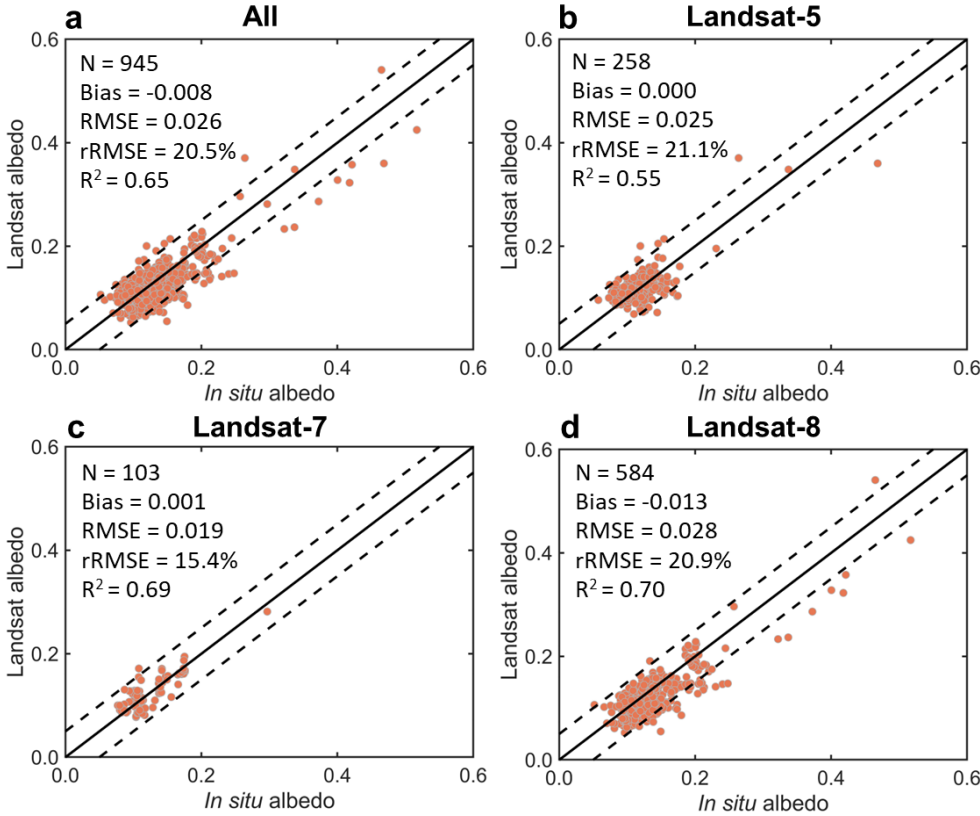 a All
0.6
0.4
0.2
0.0
Landsat albedo
N = 945
Bias = -0.008
RMSE = 0.026
rRMSE = 20.5%
R² = 0.65
0.0 0.2 0.4 0.6
In situ albedo
b Landsat-5
0.6
0.4
0.2
0.0
Landsat albedo
N = 258
Bias = 0.000
RMSE = 0.025
rRMSE = 21.1%
R² = 0.55
0.0 0.2 0.4 0.6
In situ albedo
c Landsat-7
0.6
0.4
0.2
0.0
Landsat albedo
N = 103
Bias = 0.001
RMSE = 0.019
rRMSE = 15.4%
R² = 0.69
0.0 0.2 0.4 0.6
In situ albedo
d Landsat-8
0.6
0.4
0.2
0.0
Landsat albedo
N = 584
Bias = -0.013
RMSE = 0.028
rRMSE = 20.9%
R² = 0.70
0.0 0.2 0.4 0.6
In situ albedo